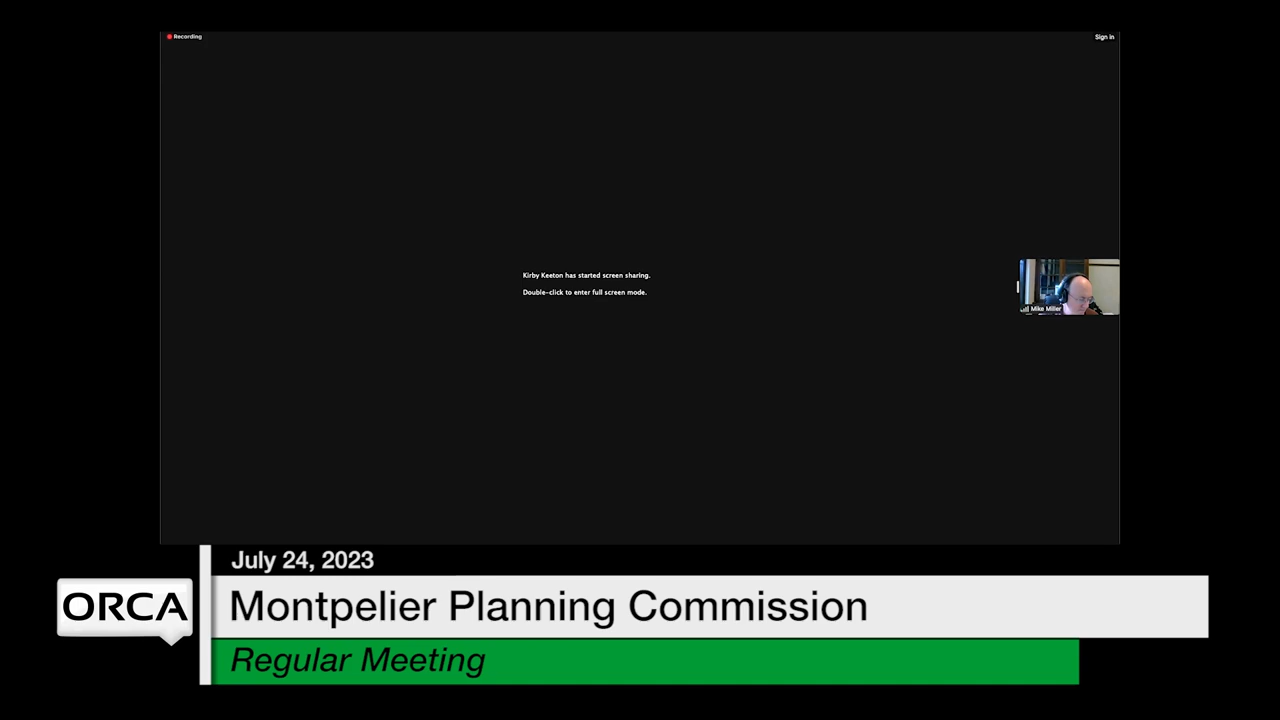 Recording
Sign in
Kirby Keeton has started screen sharing.
Double-click to enter full screen mode.
Mike Miller
July 24, 2023
ORCA
Montpelier Planning Commission
Regular Meeting